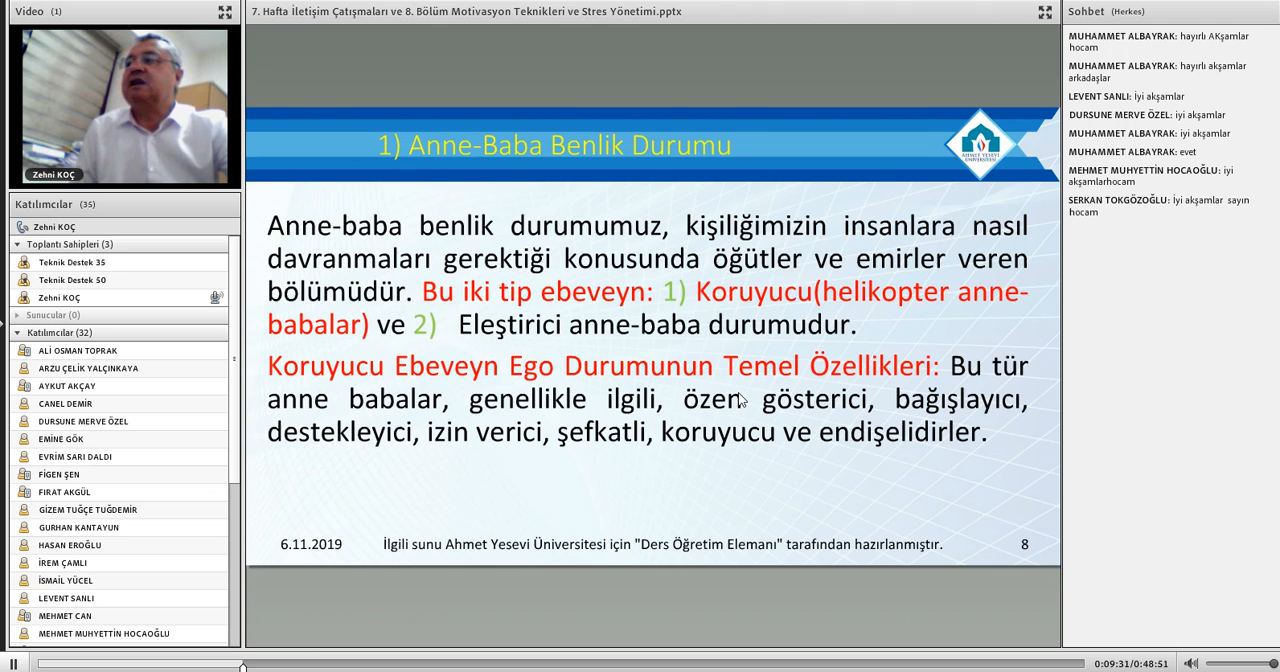 Video (1)
Zehni KOÇ
Katılımcılar (35)
Zehni KOÇ
Toplantı Sahipleri (3)
Teknik Destek 35
Teknik Destek 50
Zehni KOÇ
Sunucular (0)
Katılımcılar (32)
ALİ OSMAN TOPRAK
ARZU ÇELİK YALÇINKAYA
AYKUT AKÇAY
CANEL DEMİR
DURSUNE MERVE ÖZEL
EMİNE GÖK
EVRİM SARI DALDI
FİGEN ŞEN
FIRAT AKGÜL
GİZEM TUĞÇE TUĞDEMİR
GURHAN KANTAYUN
HASAN EROĞLU
İREM ÇAMLI
İSMAİL YÜCEL
LEVENT SANLI
MEHMET CAN
MEHMET MUHYETTİN HOCAOĞLU
7. Hafta İletişim Çatışmaları ve 8. Bölüm Motivasyon Teknikleri ve Stres Yönetimi.pptx
1) Anne-Baba Benlik Durumu
AHMET YESEVİ
ÜNİVERSİTESİ
Anne-baba benlik durumumuz, kişiliğimizin insanlara nasıl
davranmaları gerektiği konusunda öğütler ve emirler veren
bölümüdür. Bu iki tip ebeveyn: 1) Koruyucu(helikopter anne-
babalar) ve 2) Eleştirici anne-baba durumudur.
Koruyucu Ebeveyn Ego Durumunun Temel Özellikleri: Bu tür
anne babalar, genellikle ilgili, özen gösterici, bağışlayıcı,
destekleyici, izin verici, şefkatli, koruyucu ve endişelidirler.
6.11.2019
İlgili sunu Ahmet Yesevi Üniversitesi için "Ders Öğretim Elemanı" tarafından hazırlanmıştır.
8
Sohbet (Herkes)
MUHAMMET ALBAYRAK: hayırlı AKşamlar
hocam
MUHAMMET ALBAYRAK: hayırlı akşamlar
arkadaşlar
LEVENT SANLI: İyi akşamlar
DURSUNE MERVE ÖZEL: iyi akşamlar
MUHAMMET ALBAYRAK: iyi akşamlar
MUHAMMET ALBAYRAK: evet
MEHMET MUHYETTİN HOCAOĞLU: iyi
akşamlarhocam
SERKAN TOKGÖZOĞLU: İyi akşamlar sayın
hocam
0:09:31/0:48:51